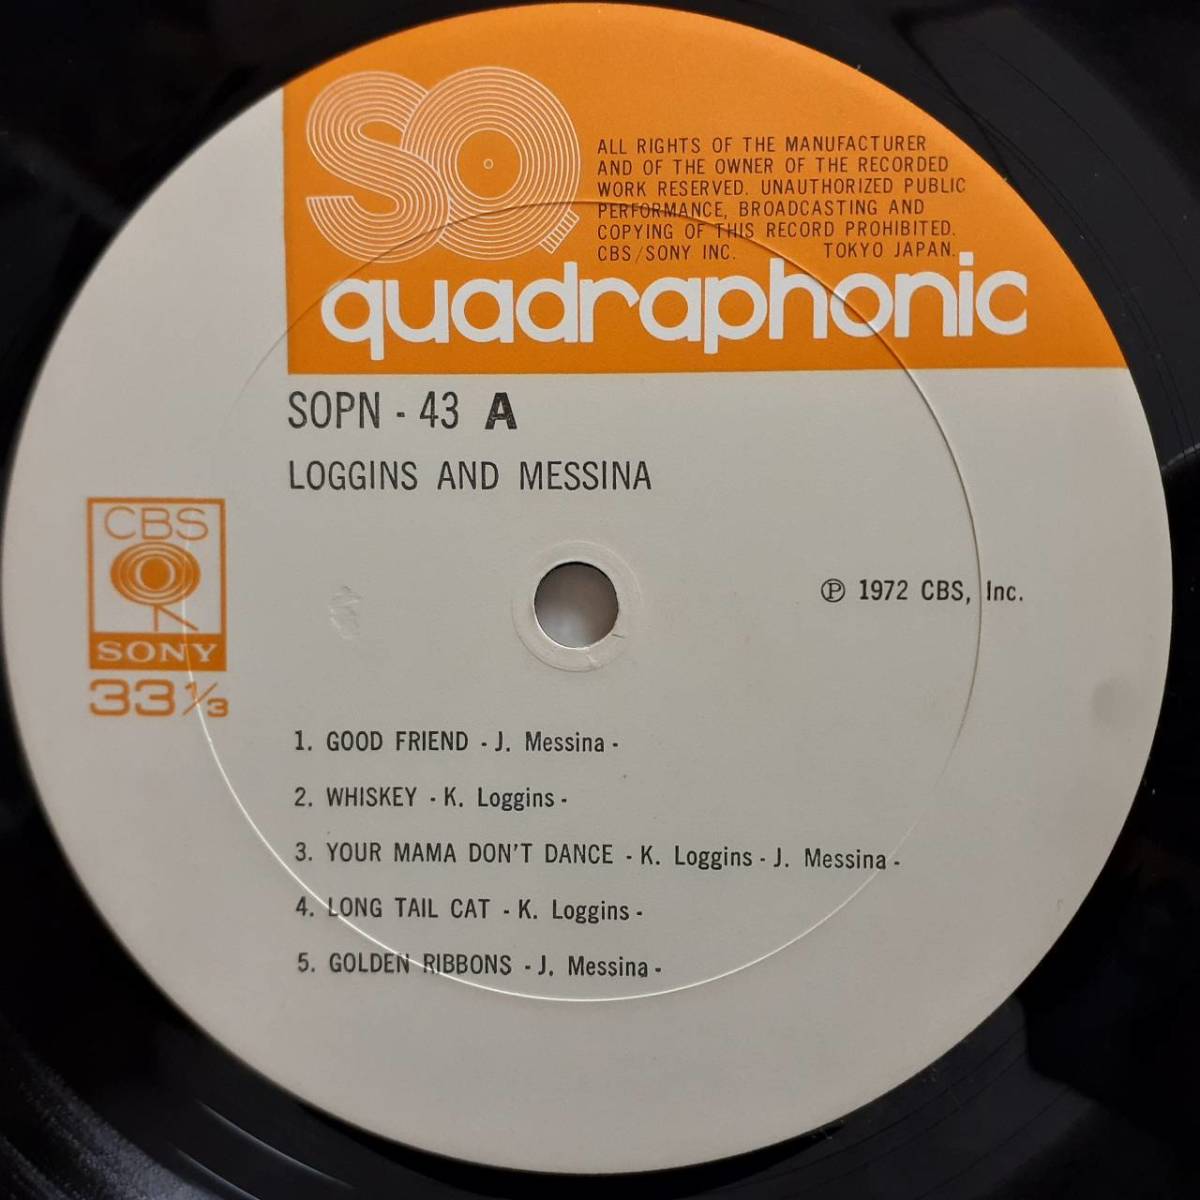 SQ
ALL RIGHTS OF THE MANUFACTURER
AND OF THE OWNER OF THE RECORDED
WORK RESERVED. UNAUTHORIZED PUBLIC
PERFORMANCE, BROADCASTING AND
COPYING OF THIS RECORD PROHIBITED.
CBS/SONY INC. TOKYO JAPAN.
quadraphonic
SOPN - 43 A
LOGGINS AND MESSINA
CBS
SONY
33 1/3
℗ 1972 CBS, Inc.
1. GOOD FRIEND - J. Messina -
2. WHISKEY - K. Loggins -
3. YOUR MAMA DON'T DANCE - K. Loggins - J. Messina -
4. LONG TAIL CAT - K. Loggins -
5. GOLDEN RIBBONS - J. Messina -